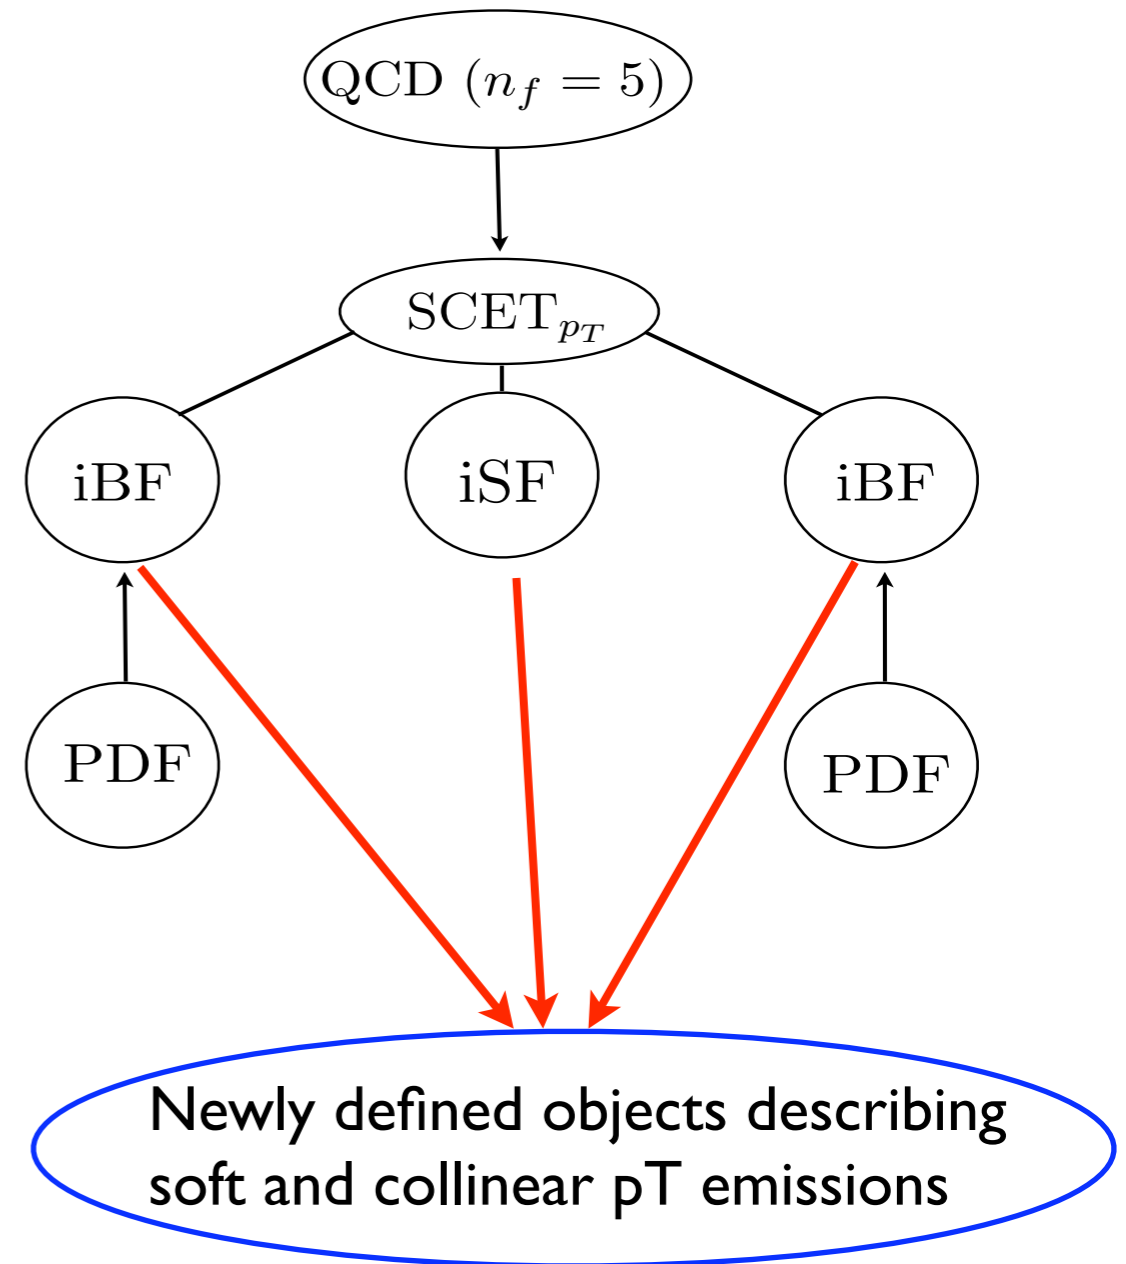 QCD (n_f = 5)
SCET_{p_T}
iBF
iSF
iBF
PDF
PDF
Newly defined objects describing
soft and collinear pT emissions